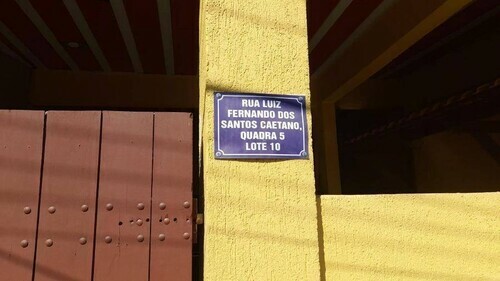 RUA LUIZ
FERNANDO DOS
SANTOS CAETANO,
QUADRA 5
LOTE 10